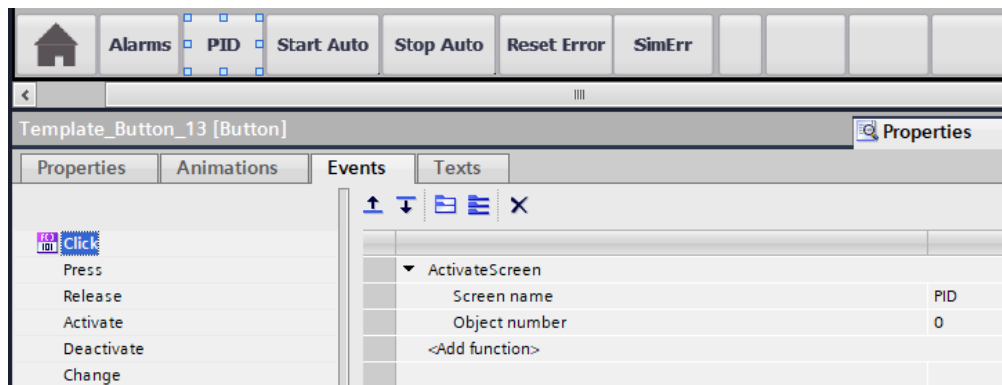 Alarms PID Start Auto Stop Auto Reset Error SimErr
Template_Button_13 [Button] Properties
Properties Animations Events Texts
Click
Press
Release
Activate
Deactivate
Change
ActivateScreen
Screen name PID
Object number 0
<Add function>